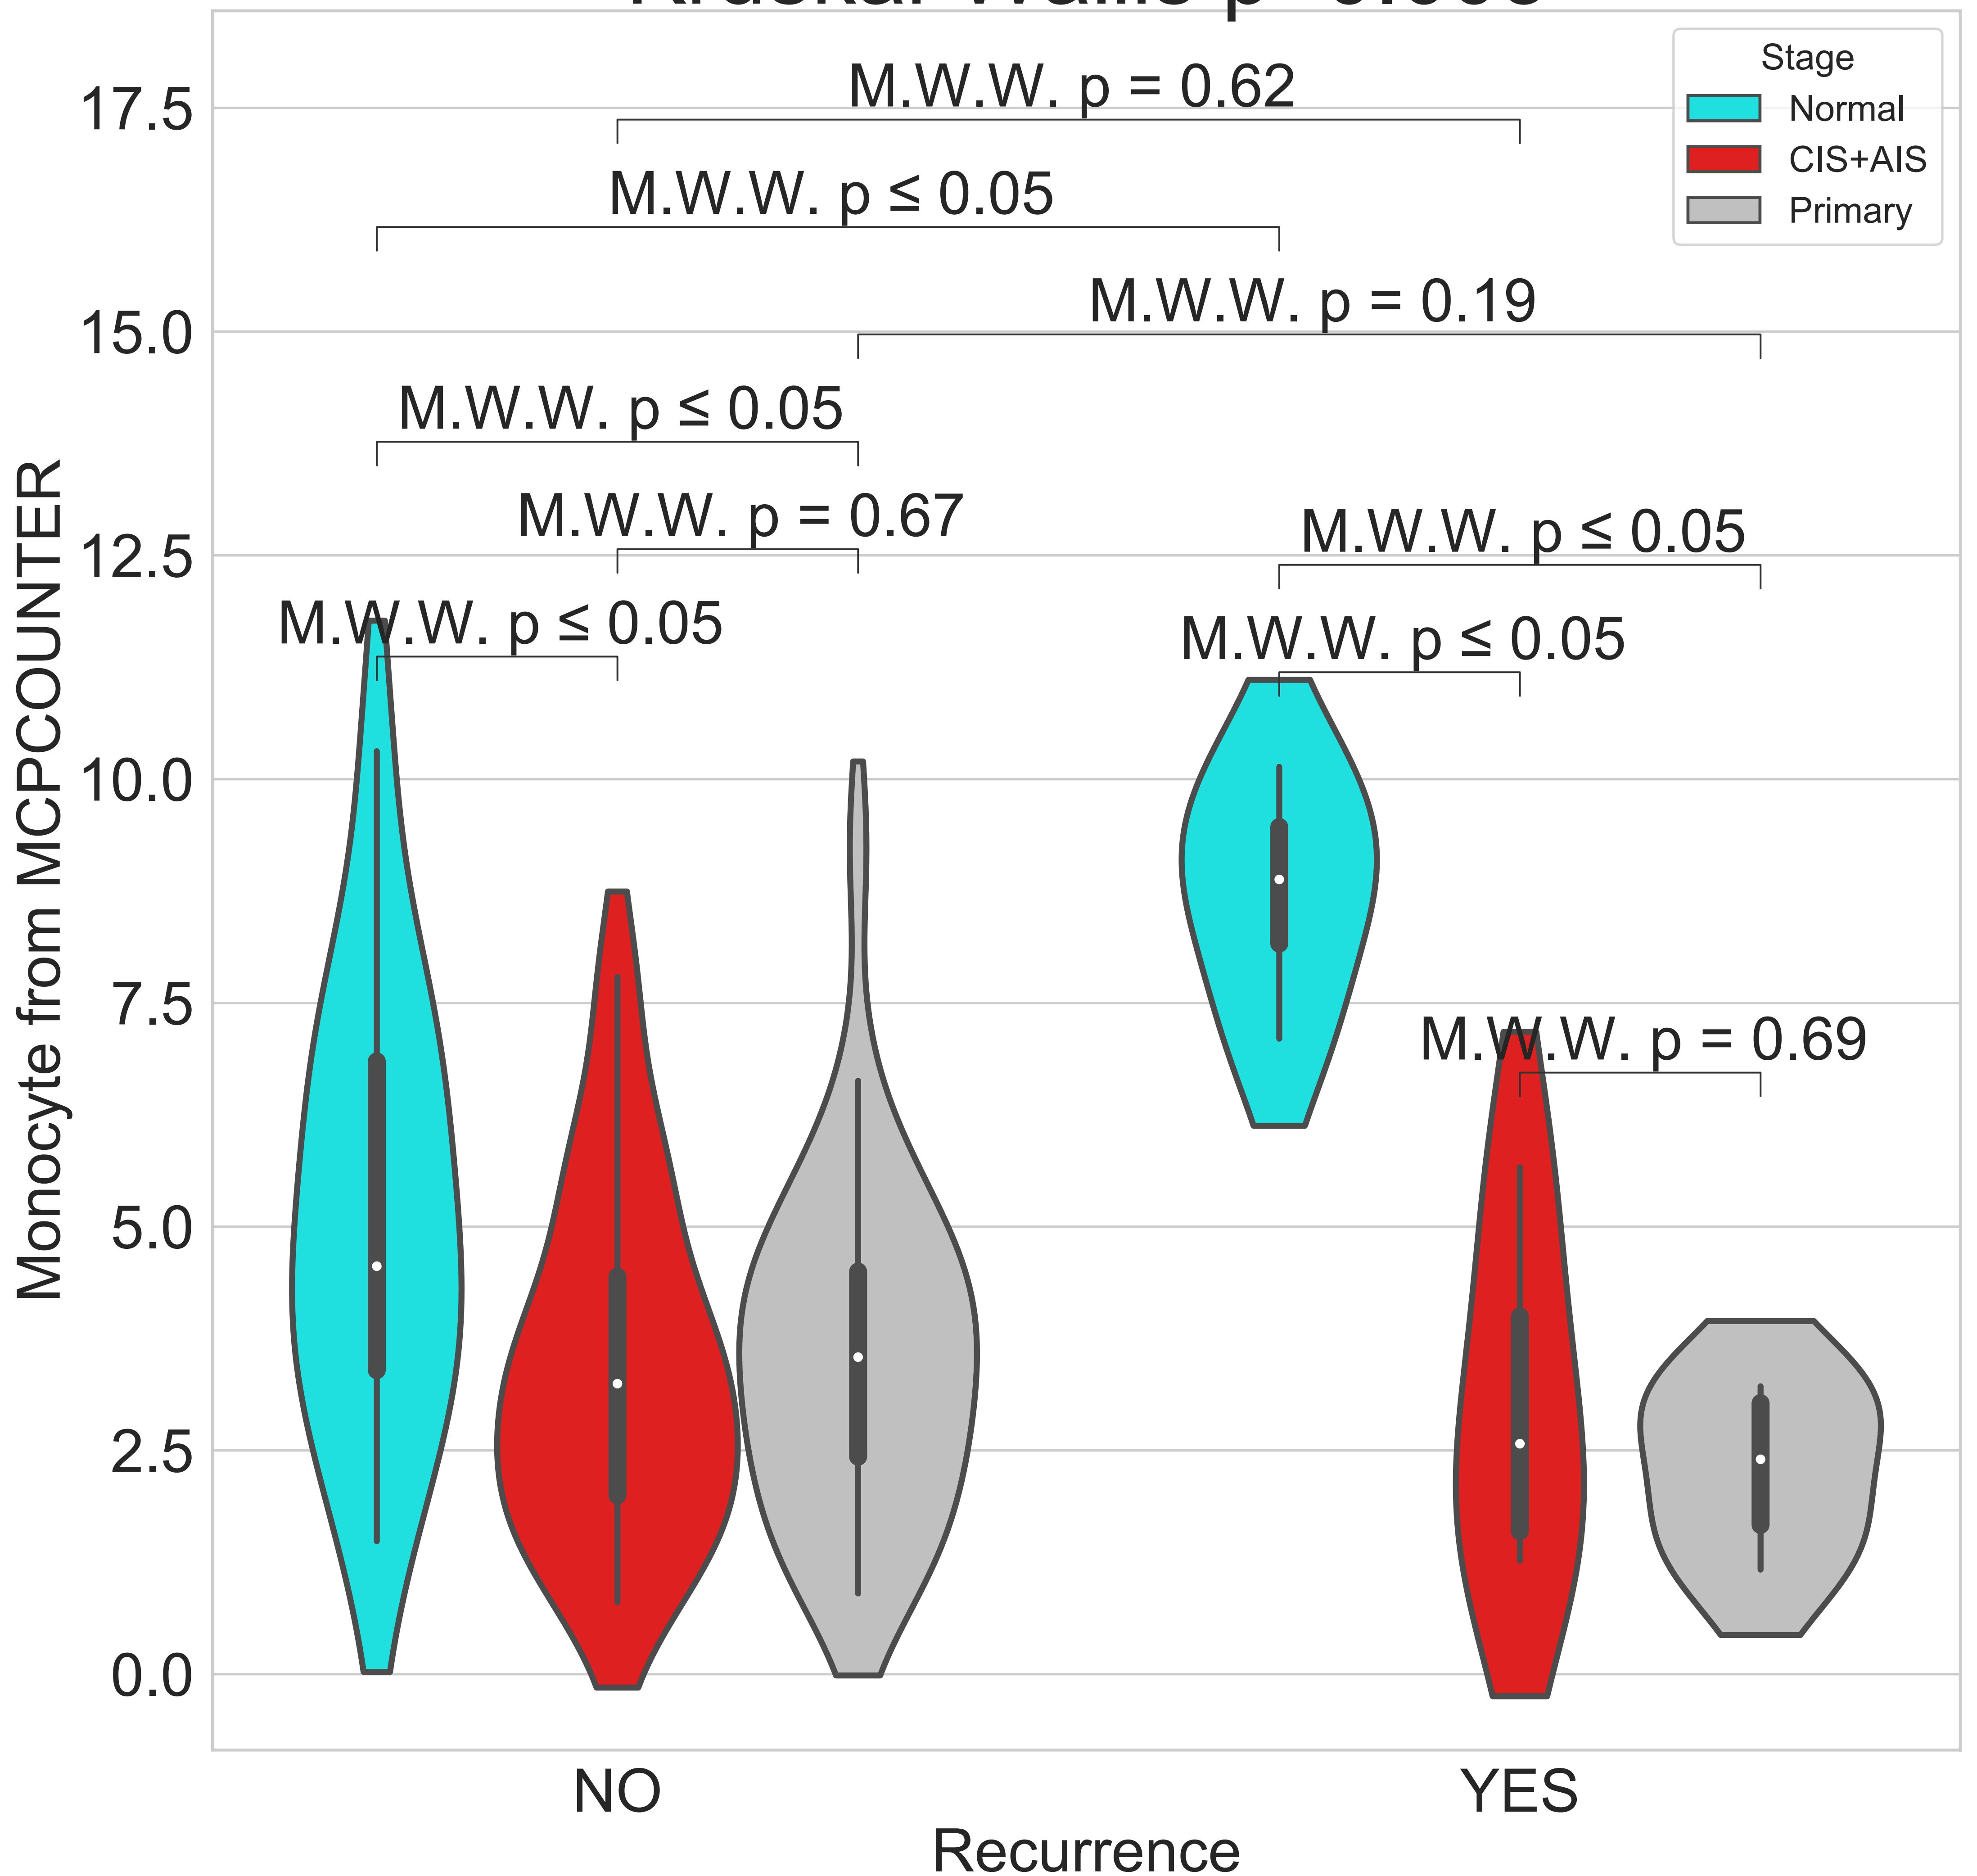 Stage
Normal
CIS+AIS
Primary
M.W.W. p = 0.62
M.W.W. p ≤ 0.05
M.W.W. p = 0.19
M.W.W. p ≤ 0.05
M.W.W. p = 0.67
M.W.W. p ≤ 0.05
M.W.W. p ≤ 0.05
M.W.W. p ≤ 0.05
M.W.W. p = 0.69
17.5
15.0
12.5
10.0
7.5
5.0
2.5
0.0
Monocyte from MCPCOUNTER
NO
YES
Recurrence